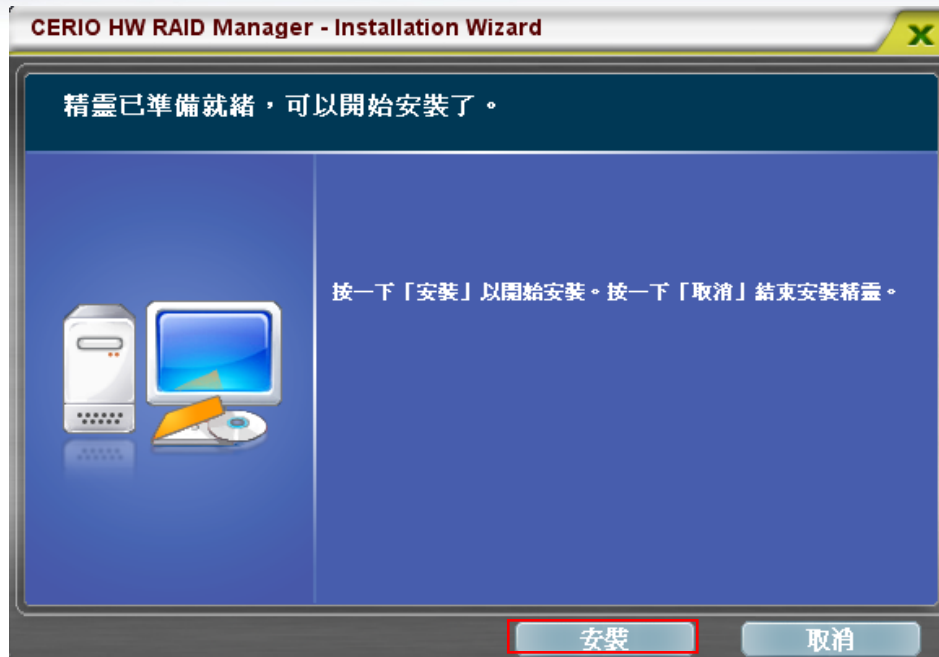 CERIO HW RAID Manager - Installation Wizard
精靈已準備就緒，可以開始安裝了。
按一下「安裝」以開始安裝。按一下「取消」結束安裝精靈。
安裝
取消